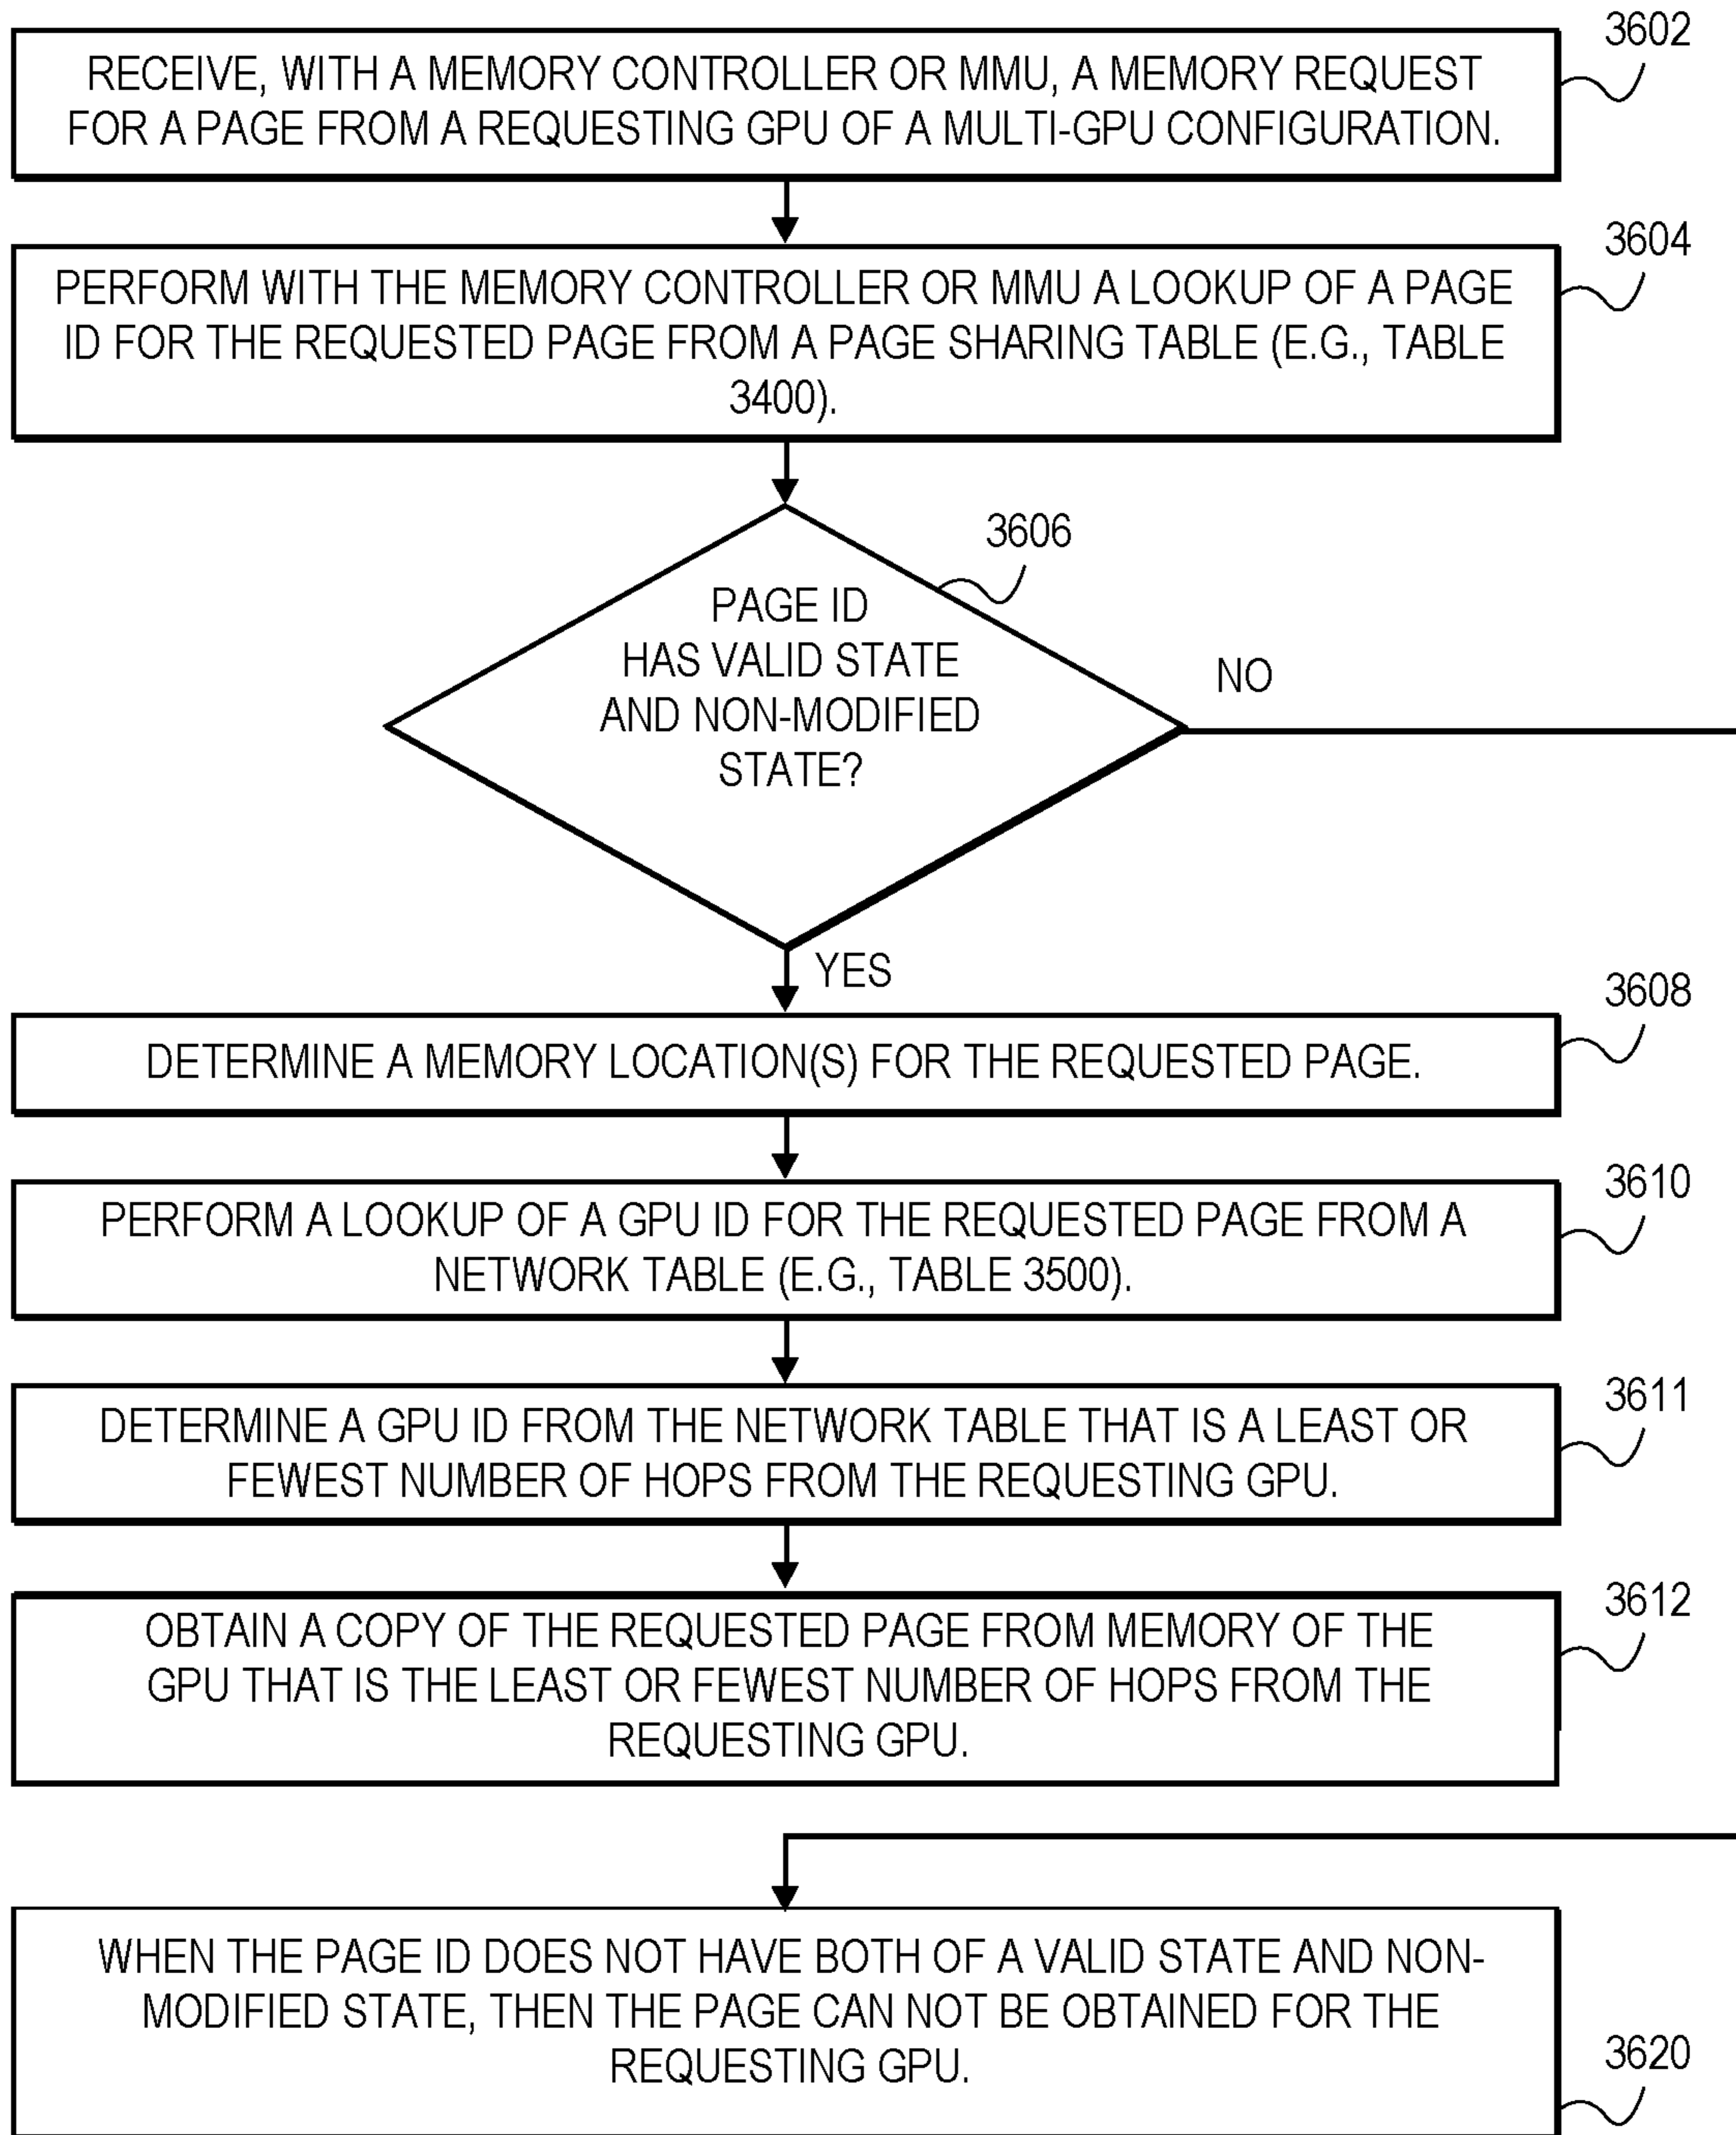 3602
RECEIVE, WITH A MEMORY CONTROLLER OR MMU, A MEMORY REQUEST
FOR A PAGE FROM A REQUESTING GPU OF A MULTI-GPU CONFIGURATION.
3604
PERFORM WITH THE MEMORY CONTROLLER OR MMU A LOOKUP OF A PAGE
ID FOR THE REQUESTED PAGE FROM A PAGE SHARING TABLE (E.G., TABLE
3400).
3606
PAGE ID
HAS VALID STATE
AND NON-MODIFIED
STATE?
NO
YES
3608
DETERMINE A MEMORY LOCATION(S) FOR THE REQUESTED PAGE.
3610
PERFORM A LOOKUP OF A GPU ID FOR THE REQUESTED PAGE FROM A
NETWORK TABLE (E.G., TABLE 3500).
3611
DETERMINE A GPU ID FROM THE NETWORK TABLE THAT IS A LEAST OR
FEWEST NUMBER OF HOPS FROM THE REQUESTING GPU.
3612
OBTAIN A COPY OF THE REQUESTED PAGE FROM MEMORY OF THE
GPU THAT IS THE LEAST OR FEWEST NUMBER OF HOPS FROM THE
REQUESTING GPU.
WHEN THE PAGE ID DOES NOT HAVE BOTH OF A VALID STATE AND NON-
MODIFIED STATE, THEN THE PAGE CAN NOT BE OBTAINED FOR THE
REQUESTING GPU.
3620